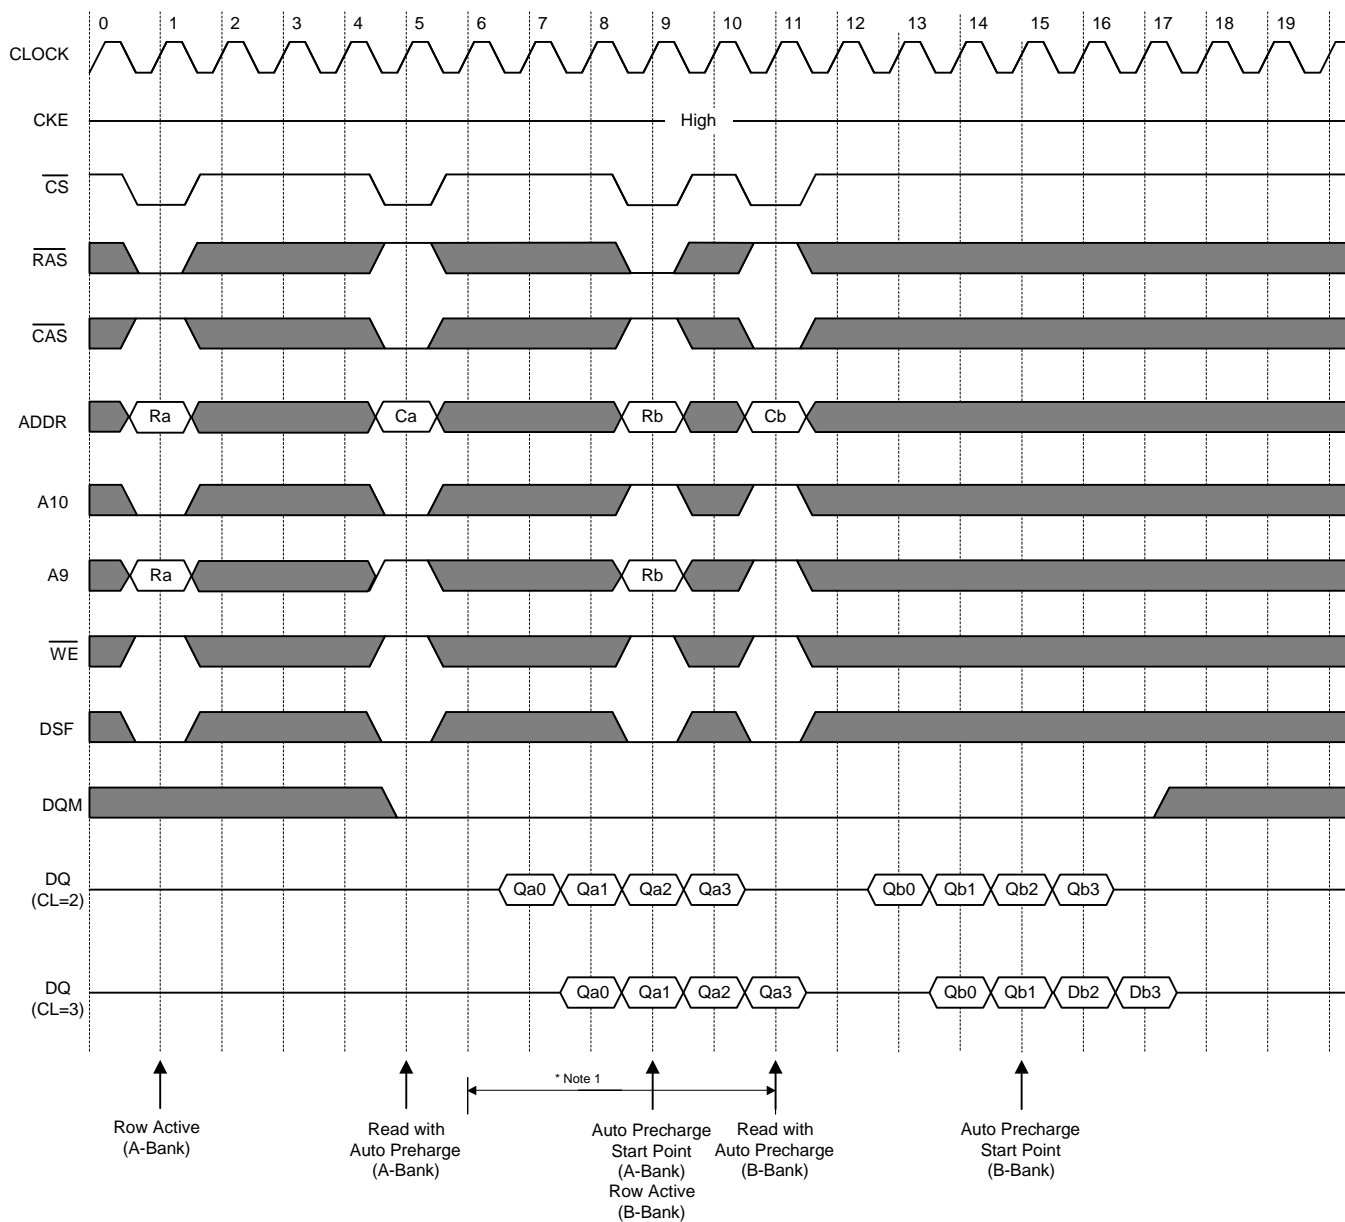 0 1 2 3 4 5 6 7 8 9 10 11 12 13 14 15 16 17 18 19
CLOCK
CKE High
CS
RAS
CAS
ADDR Ra Ca Rb Cb
A10
A9 Ra Rb
WE
DSF
DQM
DQ
(CL=2)
Qa0 Qa1 Qa2 Qa3 Qb0 Qb1 Qb2 Qb3
DQ
(CL=3)
Qa0 Qa1 Qa2 Qa3 Qb0 Qb1 Db2 Db3
* Note 1
Row Active
(A-Bank)
Read with
Auto Preharge
(A-Bank)
Auto Precharge
Start Point
(A-Bank)
Row Active
(B-Bank)
Read with
Auto Precharge
(B-Bank)
Auto Precharge
Start Point
(B-Bank)